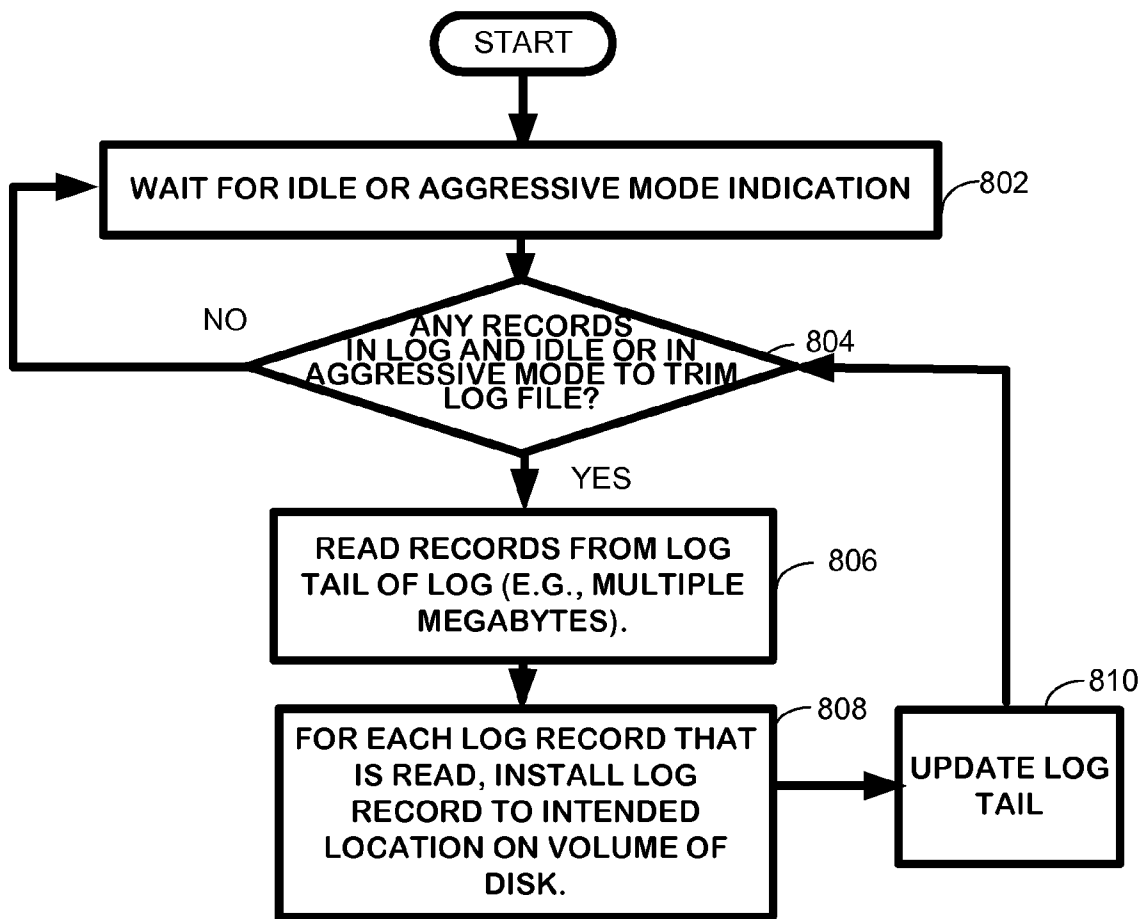 START
WAIT FOR IDLE OR AGGRESSIVE MODE INDICATION
802
NO
ANY RECORDS
IN LOG AND IDLE OR IN
AGGRESSIVE MODE TO TRIM
LOG FILE?
804
YES
READ RECORDS FROM LOG
TAIL OF LOG (E.G., MULTIPLE
MEGABYTES).
806
FOR EACH LOG RECORD THAT
IS READ, INSTALL LOG
RECORD TO INTENDED
LOCATION ON VOLUME OF
DISK.
808
UPDATE LOG
TAIL
810